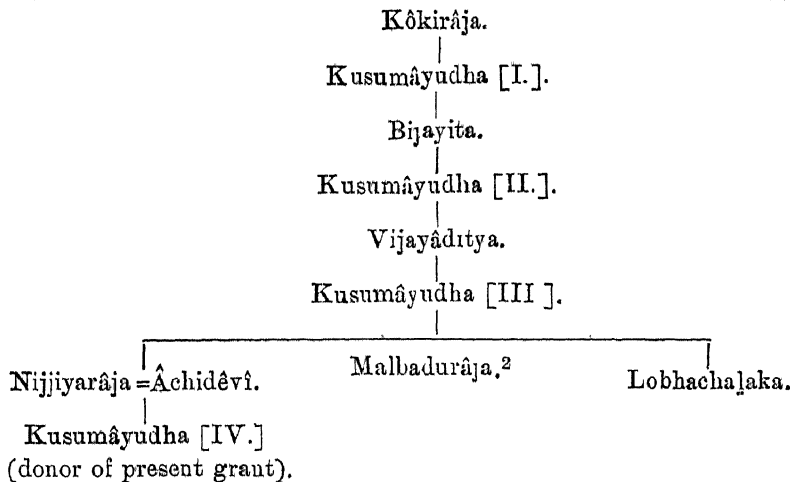 Kôkirâja.
Kusumâyudha [I.].
Bijayita.
Kusumâyudha [II.].
Vijayâditya.
Kusumâyudha [III ].
Nijjiyarâja=Âchidêvî. Malbadurâja.² Lobhachaḷaka.
Kusumâyudha [IV.]
(donor of present grant).